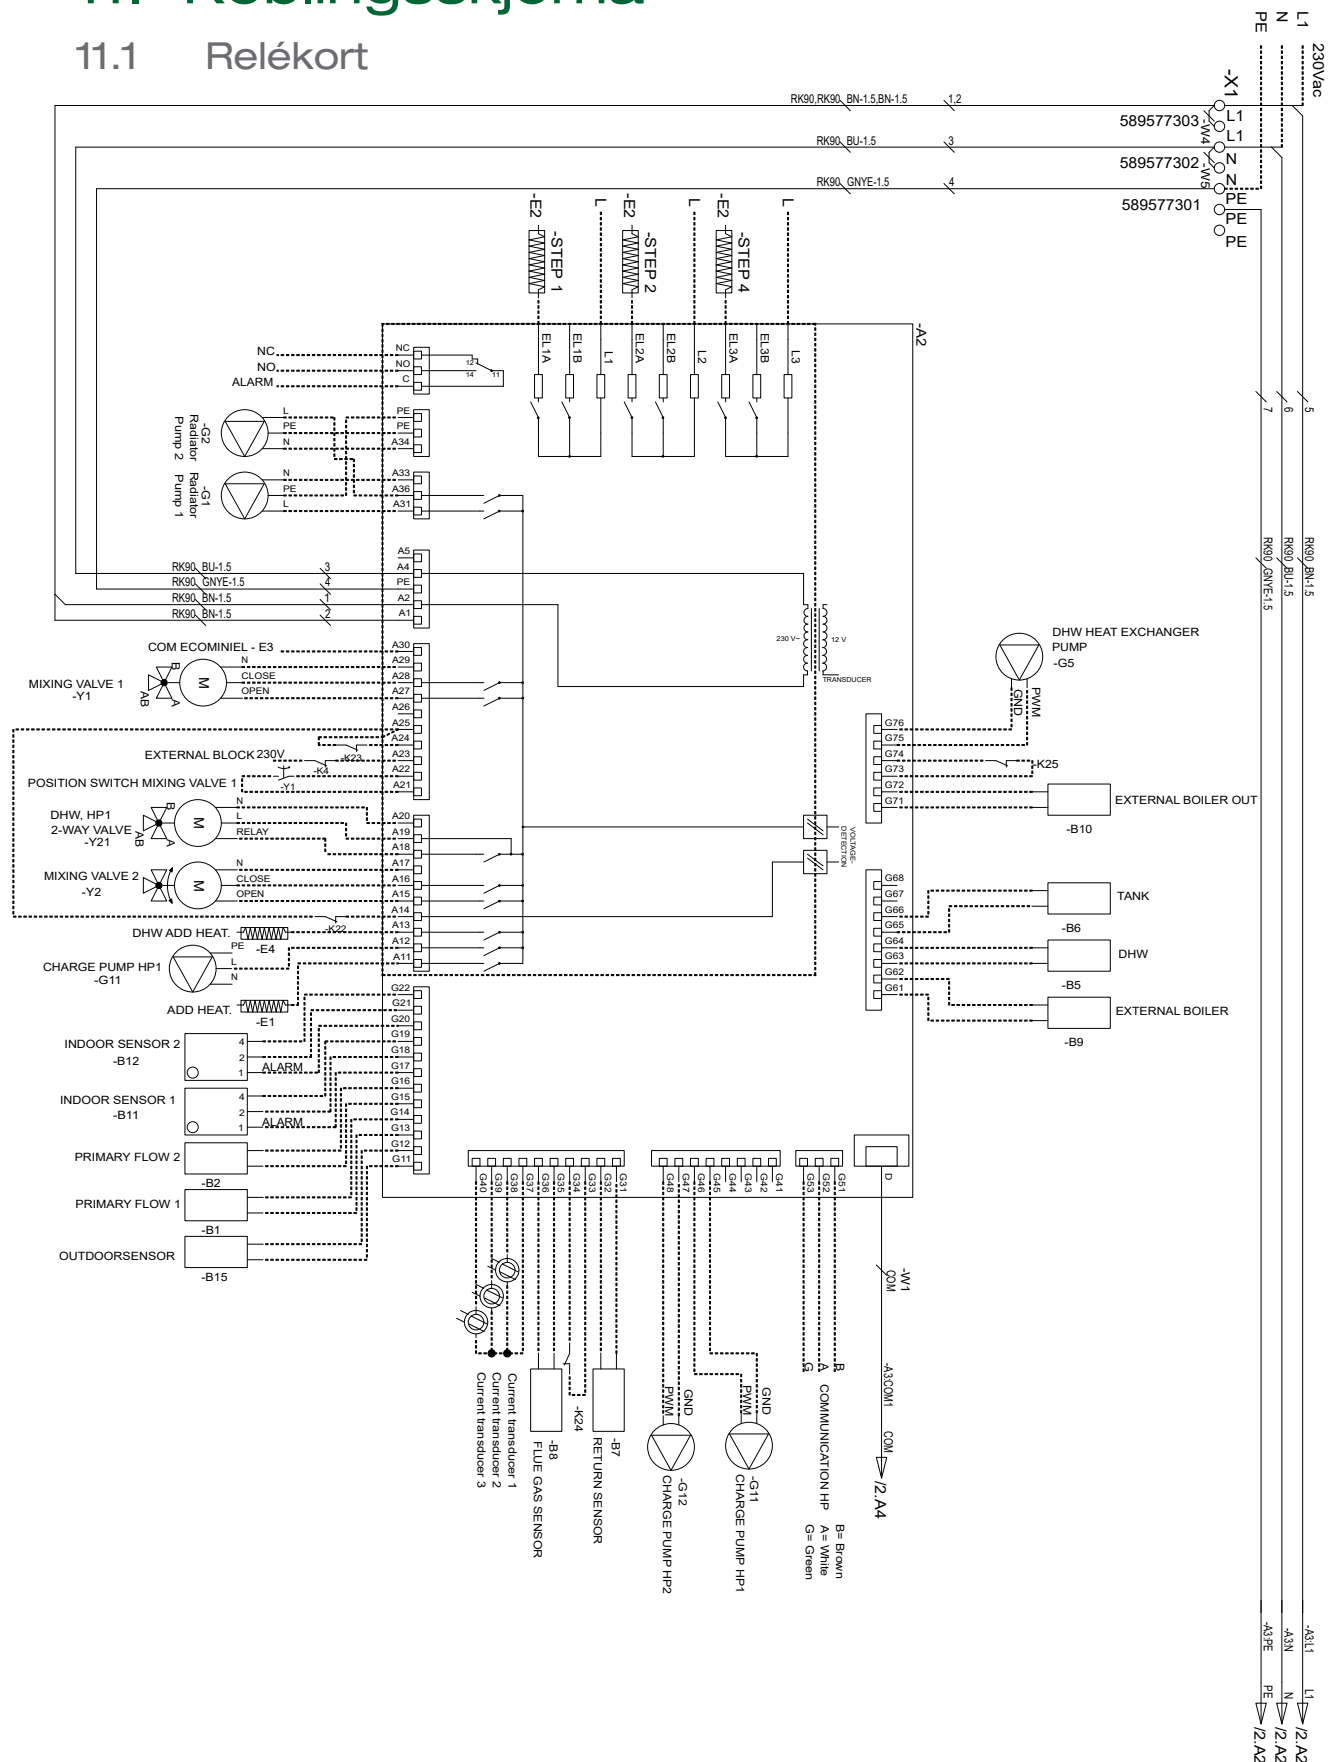 11.1 Relékort
L1
N
PE
230Vac
-X1
RK90,RK90 BN-1.5,BN-1.5 1,2
589577303
L1
-W4
L1
RK90 BU-1.5 3
589577302
N
-W5
N
RK90 GNYE-1.5 4
589577301
PE
PE
PE
-E2
-STEP 1
L
-E2
-STEP 2
L
-E2
-STEP 4
L
-A2
EL1A
EL1B
L1
EL2A
EL2B
L2
EL3A
EL3B
L3
NC
NO
ALARM
NC
NO
C
12
14
11
-G2
Radiator
Pump 2
L
PE
N
PE
PE
A34
-G1
Radiator
Pump 1
N
PE
L
A33
A36
A31
7
6
5
RK90 GNYE-1.5
RK90 BU-1.5
RK90 BN-1.5
A5
RK90 BU-1.5 3 A4
RK90 GNYE-1.5 4 PE
RK90 BN-1.5 1 A2
RK90 BN-1.5 2 A1
230 V~
12 V
TRANSDUCER
COM ECOMINIEL - E3 A30
N A29
CLOSE A28
OPEN A27
A26
MIXING VALVE 1
-Y1
B
A
AB
M
A25
A24
-K23
EXTERNAL BLOCK 230V A23
-K4
A22
POSITION SWITCH MIXING VALVE 1
-Y1
A21
DHW, HP1
2-WAY VALVE
-Y21
B
A
AB
M
N A20
L A19
RELAY A18
MIXING VALVE 2
-Y2
M
N A17
CLOSE A16
OPEN A15
A14
-K22
DHW ADD HEAT.
-E4
A13
CHARGE PUMP HP1
-G11
PE
L
N
A12
A11
ADD HEAT.
-E1
VOLTAGE-
DETECTION
DHW HEAT EXCHANGER
PUMP
-G5
GND
PWM
G76
G75
G74
G73
-K25
G72
G71
EXTERNAL BOILER OUT
-B10
G68
G67
G66
G65
G64
G63
G62
G61
TANK
-B6
DHW
-B5
EXTERNAL BOILER
-B9
G22
G21
G20
G19
G18
G17
G16
G15
G14
G13
G12
G11
INDOOR SENSOR 2
-B12
4
2
1 ALARM
INDOOR SENSOR 1
-B11
4
2
1 ALARM
PRIMARY FLOW 2
-B2
PRIMARY FLOW 1
-B1
OUTDOORSENSOR
-B15
G40
G39
G38
G37
G36
G35
G34
G33
G32
G31
G48
G47
G46
G45
G44
G43
G42
G41
G53
G52
G51
D
Current transducer 1
Current transducer 2
Current transducer 3
-B8
FLUE GAS SENSOR
-K24
-B7
RETURN SENSOR
PWM
GND
-G12
CHARGE PUMP HP2
PWM
GND
-G11
CHARGE PUMP HP1
G
A
B
COMMUNICATION HP
B= Brown
A= White
G= Green
-W1
COM
-A3:COM1
COM
/2.A4
-A3:PE
-A3:N
-A3:L1
PE
N
L1
/2.A2
/2.A2
/2.A2